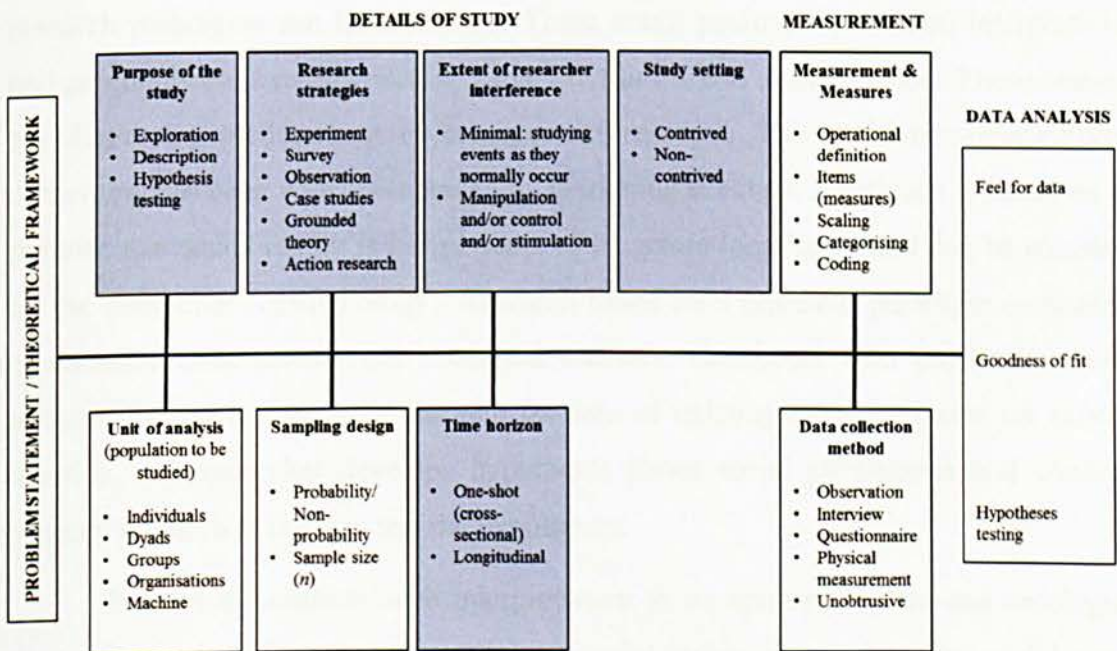 DETAILS OF STUDY
MEASUREMENT
DATA ANALYSIS
PROBLEM STATEMENT / THEORETICAL FRAMEWORK
Purpose of the
study
• Exploration
• Description
• Hypothesis
testing
Research
strategies
• Experiment
• Survey
• Observation
• Case studies
• Grounded
theory
• Action research
Extent of researcher
interference
• Minimal: studying
events as they
normally occur
• Manipulation
and/or control
and/or stimulation
Study setting
• Contrived
• Non-
contrived
Measurement &
Measures
• Operational
definition
• Items
(measures)
• Scaling
• Categorising
• Coding
Feel for data
Goodness of fit
Hypotheses
testing
Unit of analysis
(population to be
studied)
• Individuals
• Dyads
• Groups
• Organisations
• Machine
Sampling design
• Probability/
Non-
probability
• Sample size
(n)
Time horizon
• One-shot
(cross-
sectional)
• Longitudinal
Data collection
method
• Observation
• Interview
• Questionnaire
• Physical
measurement
• Unobtrusive